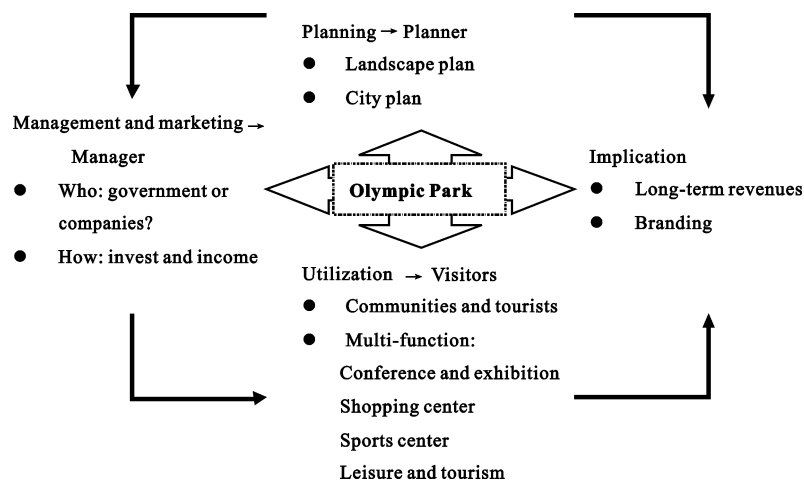 Planning → Planner
● Landscape plan
● City plan
Management and marketing →
Manager
● Who: government or
companies?
● How: invest and income
Olympic Park
Implication
● Long-term revenues
● Branding
Utilization → Visitors
● Communities and tourists
● Multi-function:
Conference and exhibition
Shopping center
Sports center
Leisure and tourism